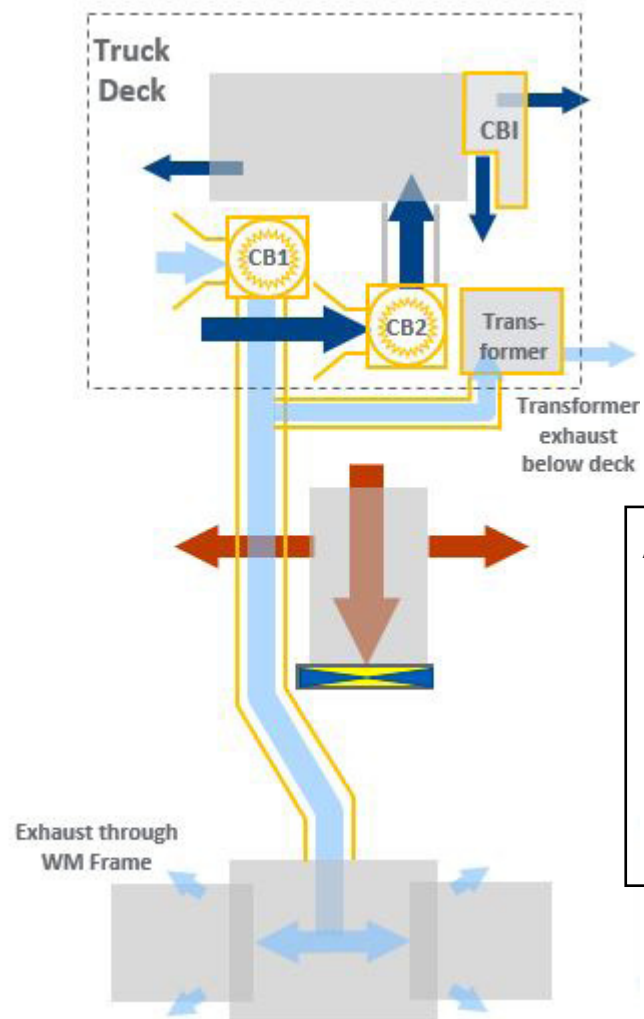 Truck
Deck
CBI
CB1
CB2
Trans-
former
Transformer
exhaust
below deck
Exhaust through
WM Frame